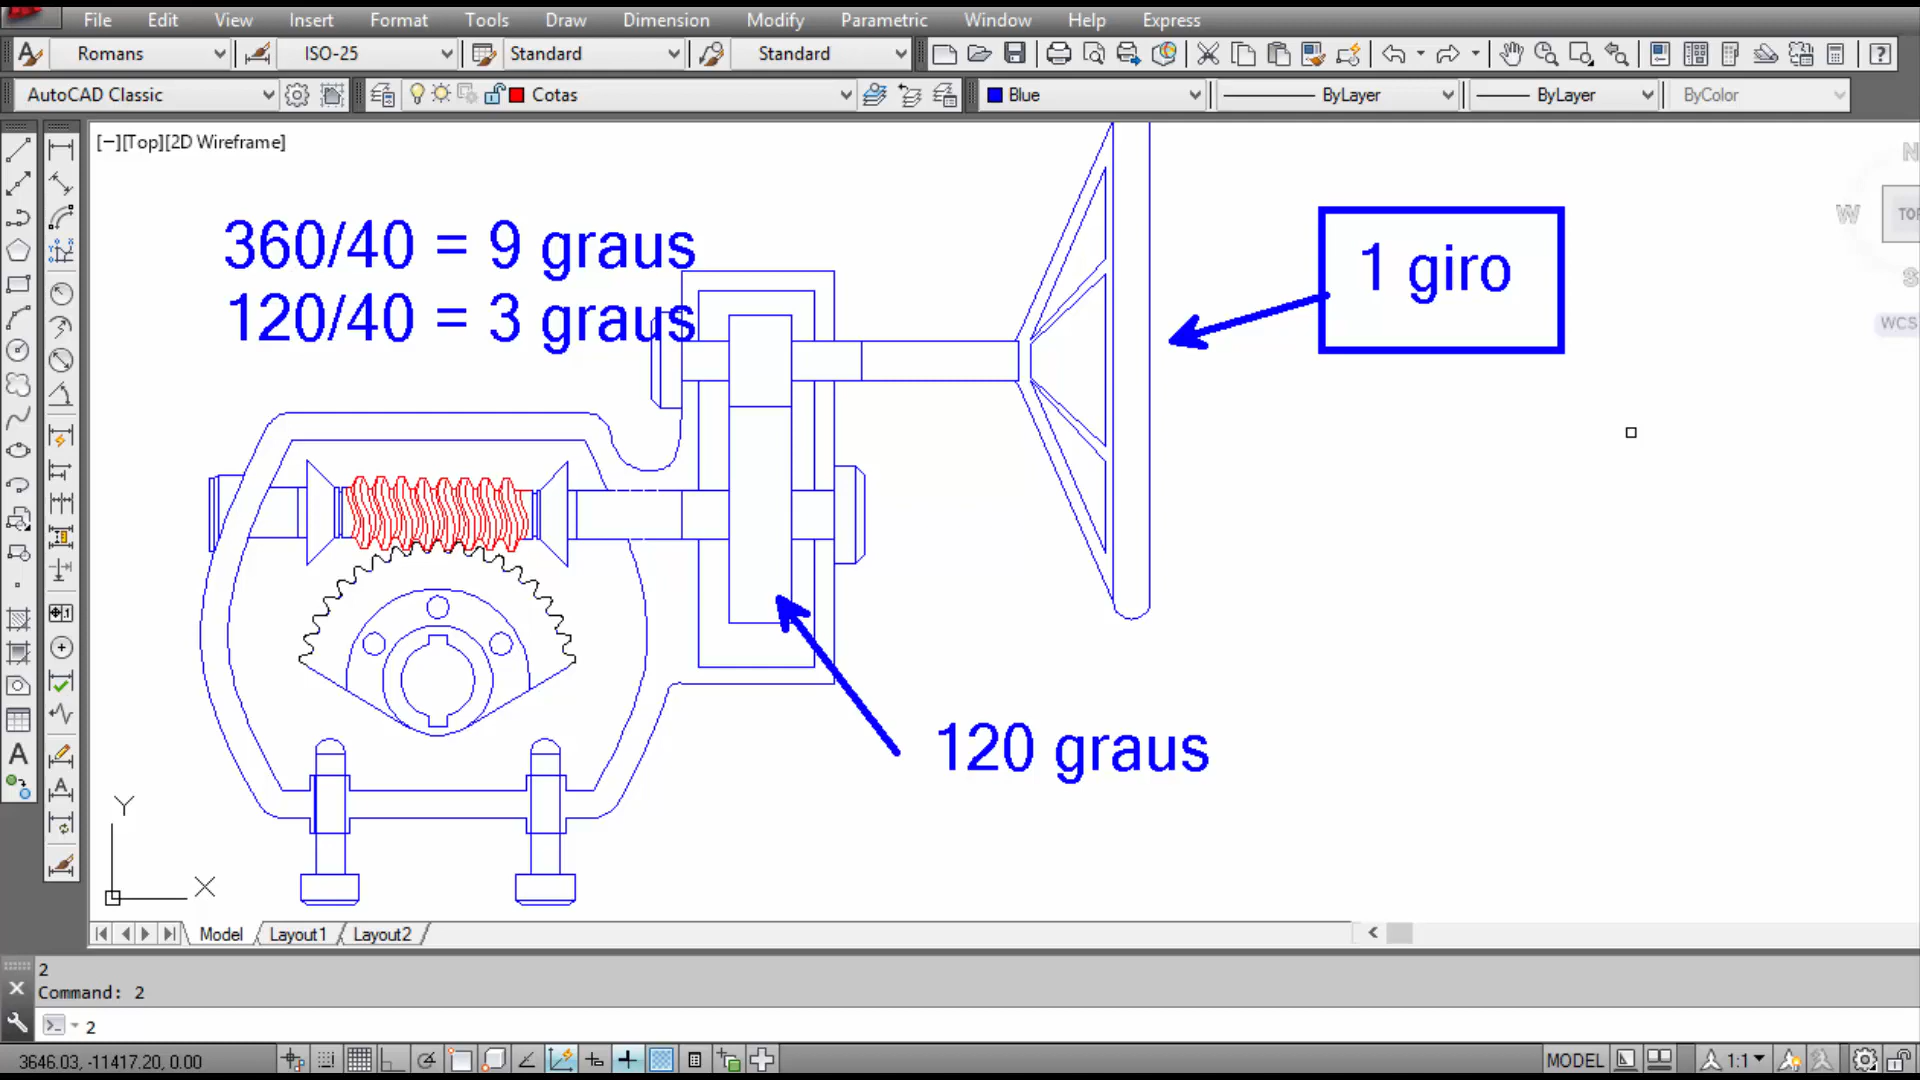 File Edit View Insert Format Tools Draw Dimension Modify Parametric Window Help Express
Romans ISO-25 Standard Standard
AutoCAD Classic Cotas Blue ByLayer ByLayer ByColor
[−][Top][2D Wireframe]
N
W TOP
S
WCS
360/40 = 9 graus
120/40 = 3 graus
1 giro
120 graus
Y
X
Model Layout1 Layout2
2
Command: 2
2
3646.03, -11417.20, 0.00
MODEL 1:1